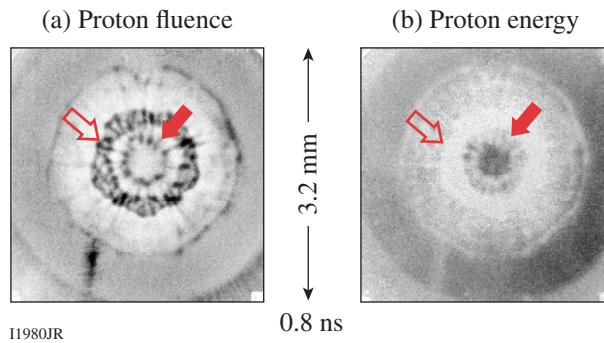 (a) Proton fluence
(b) Proton energy
3.2 mm
0.8 ns
I1980JR